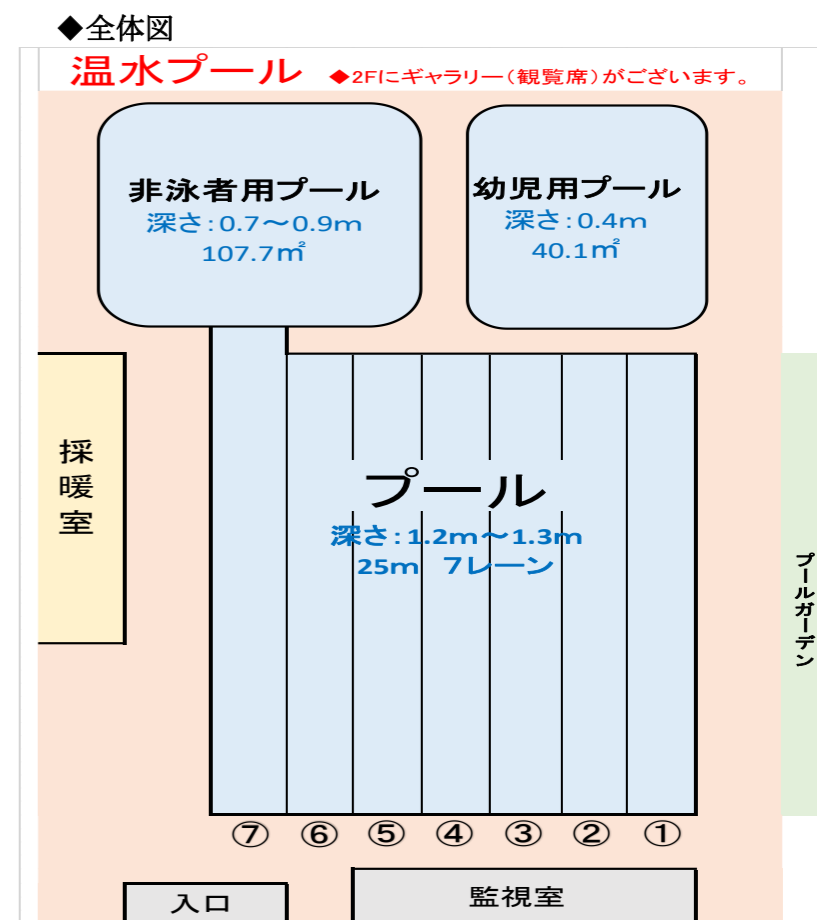 ◆全体図
温水プール ◆2Fにギャラリー(観覧席)がございます。
非泳者用プール
深さ:0.7～0.9m
107.7㎡
幼児用プール
深さ:0.4m
40.1㎡
採暖室
プール
深さ:1.2m～1.3m
25m 7レーン
プールガーデン
⑦ ⑥ ⑤ ④ ③ ② ①
入口
監視室